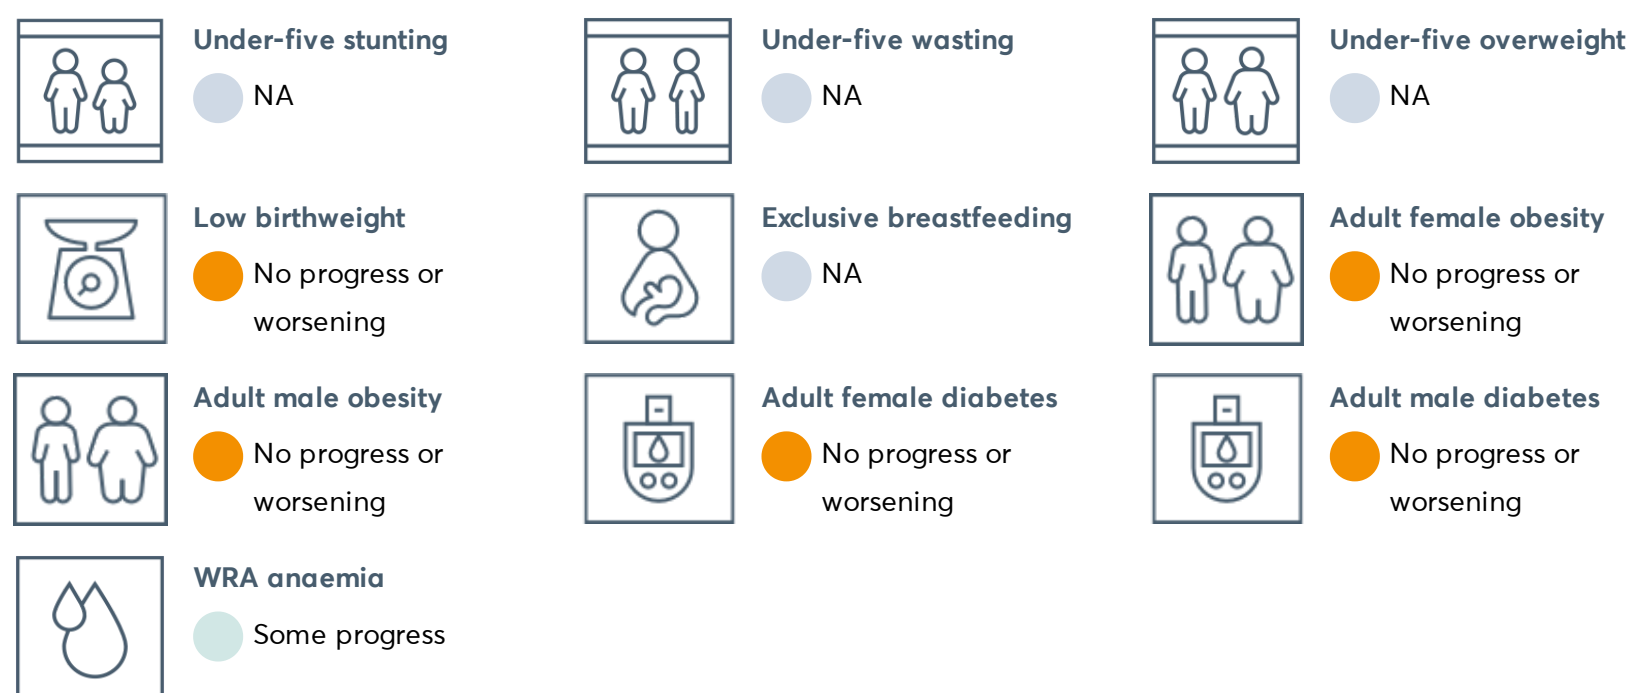 Under-five stunting
NA
Under-five wasting
NA
Under-five overweight
NA
Low birthweight
No progress or
worsening
Exclusive breastfeeding
NA
Adult female obesity
No progress or
worsening
Adult male obesity
No progress or
worsening
Adult female diabetes
No progress or
worsening
Adult male diabetes
No progress or
worsening
WRA anaemia
Some progress